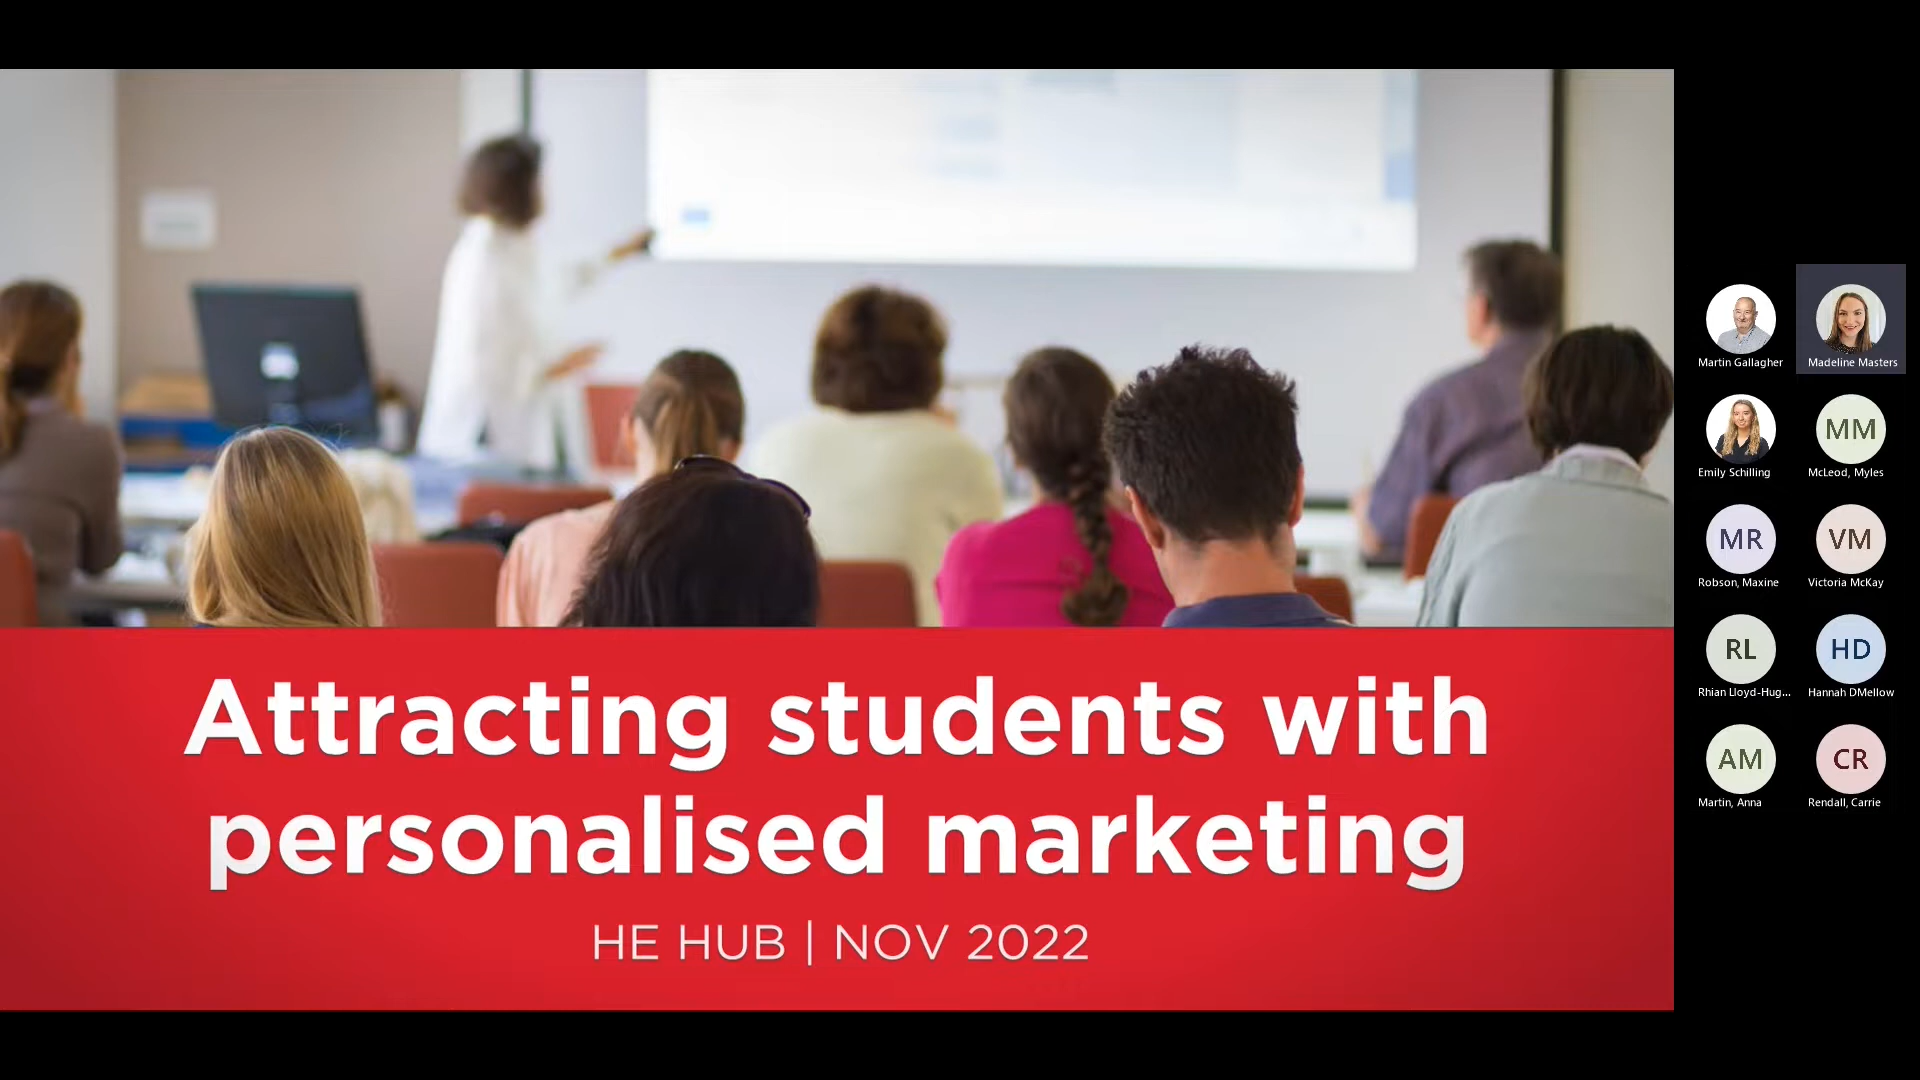 Attracting students with
personalised marketing
HE HUB | NOV 2022
Martin Gallagher
Madeline Masters
Emily Schilling
MM
McLeod, Myles
MR
Robson, Maxine
VM
Victoria McKay
RL
Rhian Lloyd-Hug...
HD
Hannah DMellow
AM
Martin, Anna
CR
Rendall, Carrie